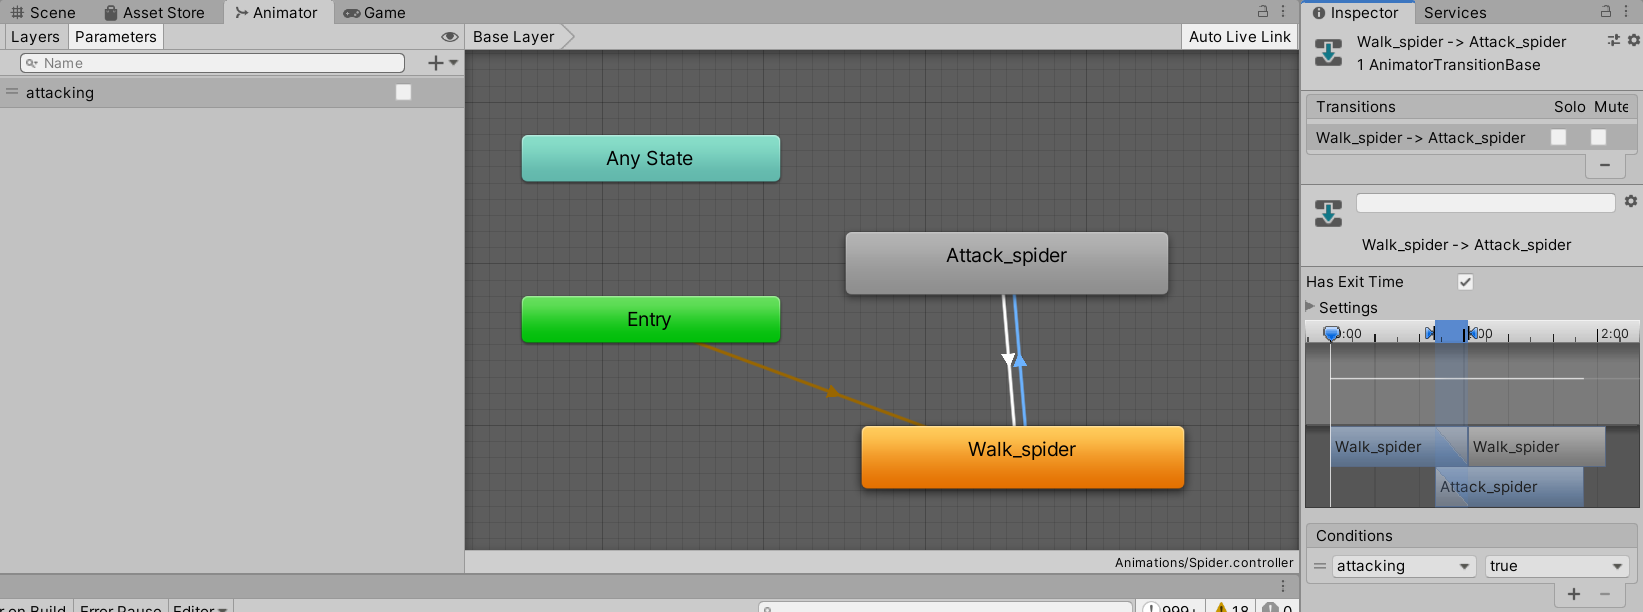 Scene
Asset Store
Animator
Game
Layers
Parameters
Name
attacking
Base Layer
Auto Live Link
Any State
Attack_spider
Entry
Walk_spider
Animations/Spider.controller
r on Build
Error Pause
Editor
999+
18
0
Inspector
Services
Walk_spider -> Attack_spider
1 AnimatorTransitionBase
Transitions Solo Mute
Walk_spider -> Attack_spider
Walk_spider -> Attack_spider
Has Exit Time
Settings
:00 :00 2:00
Walk_spider Walk_spider
Attack_spider
Conditions
attacking true